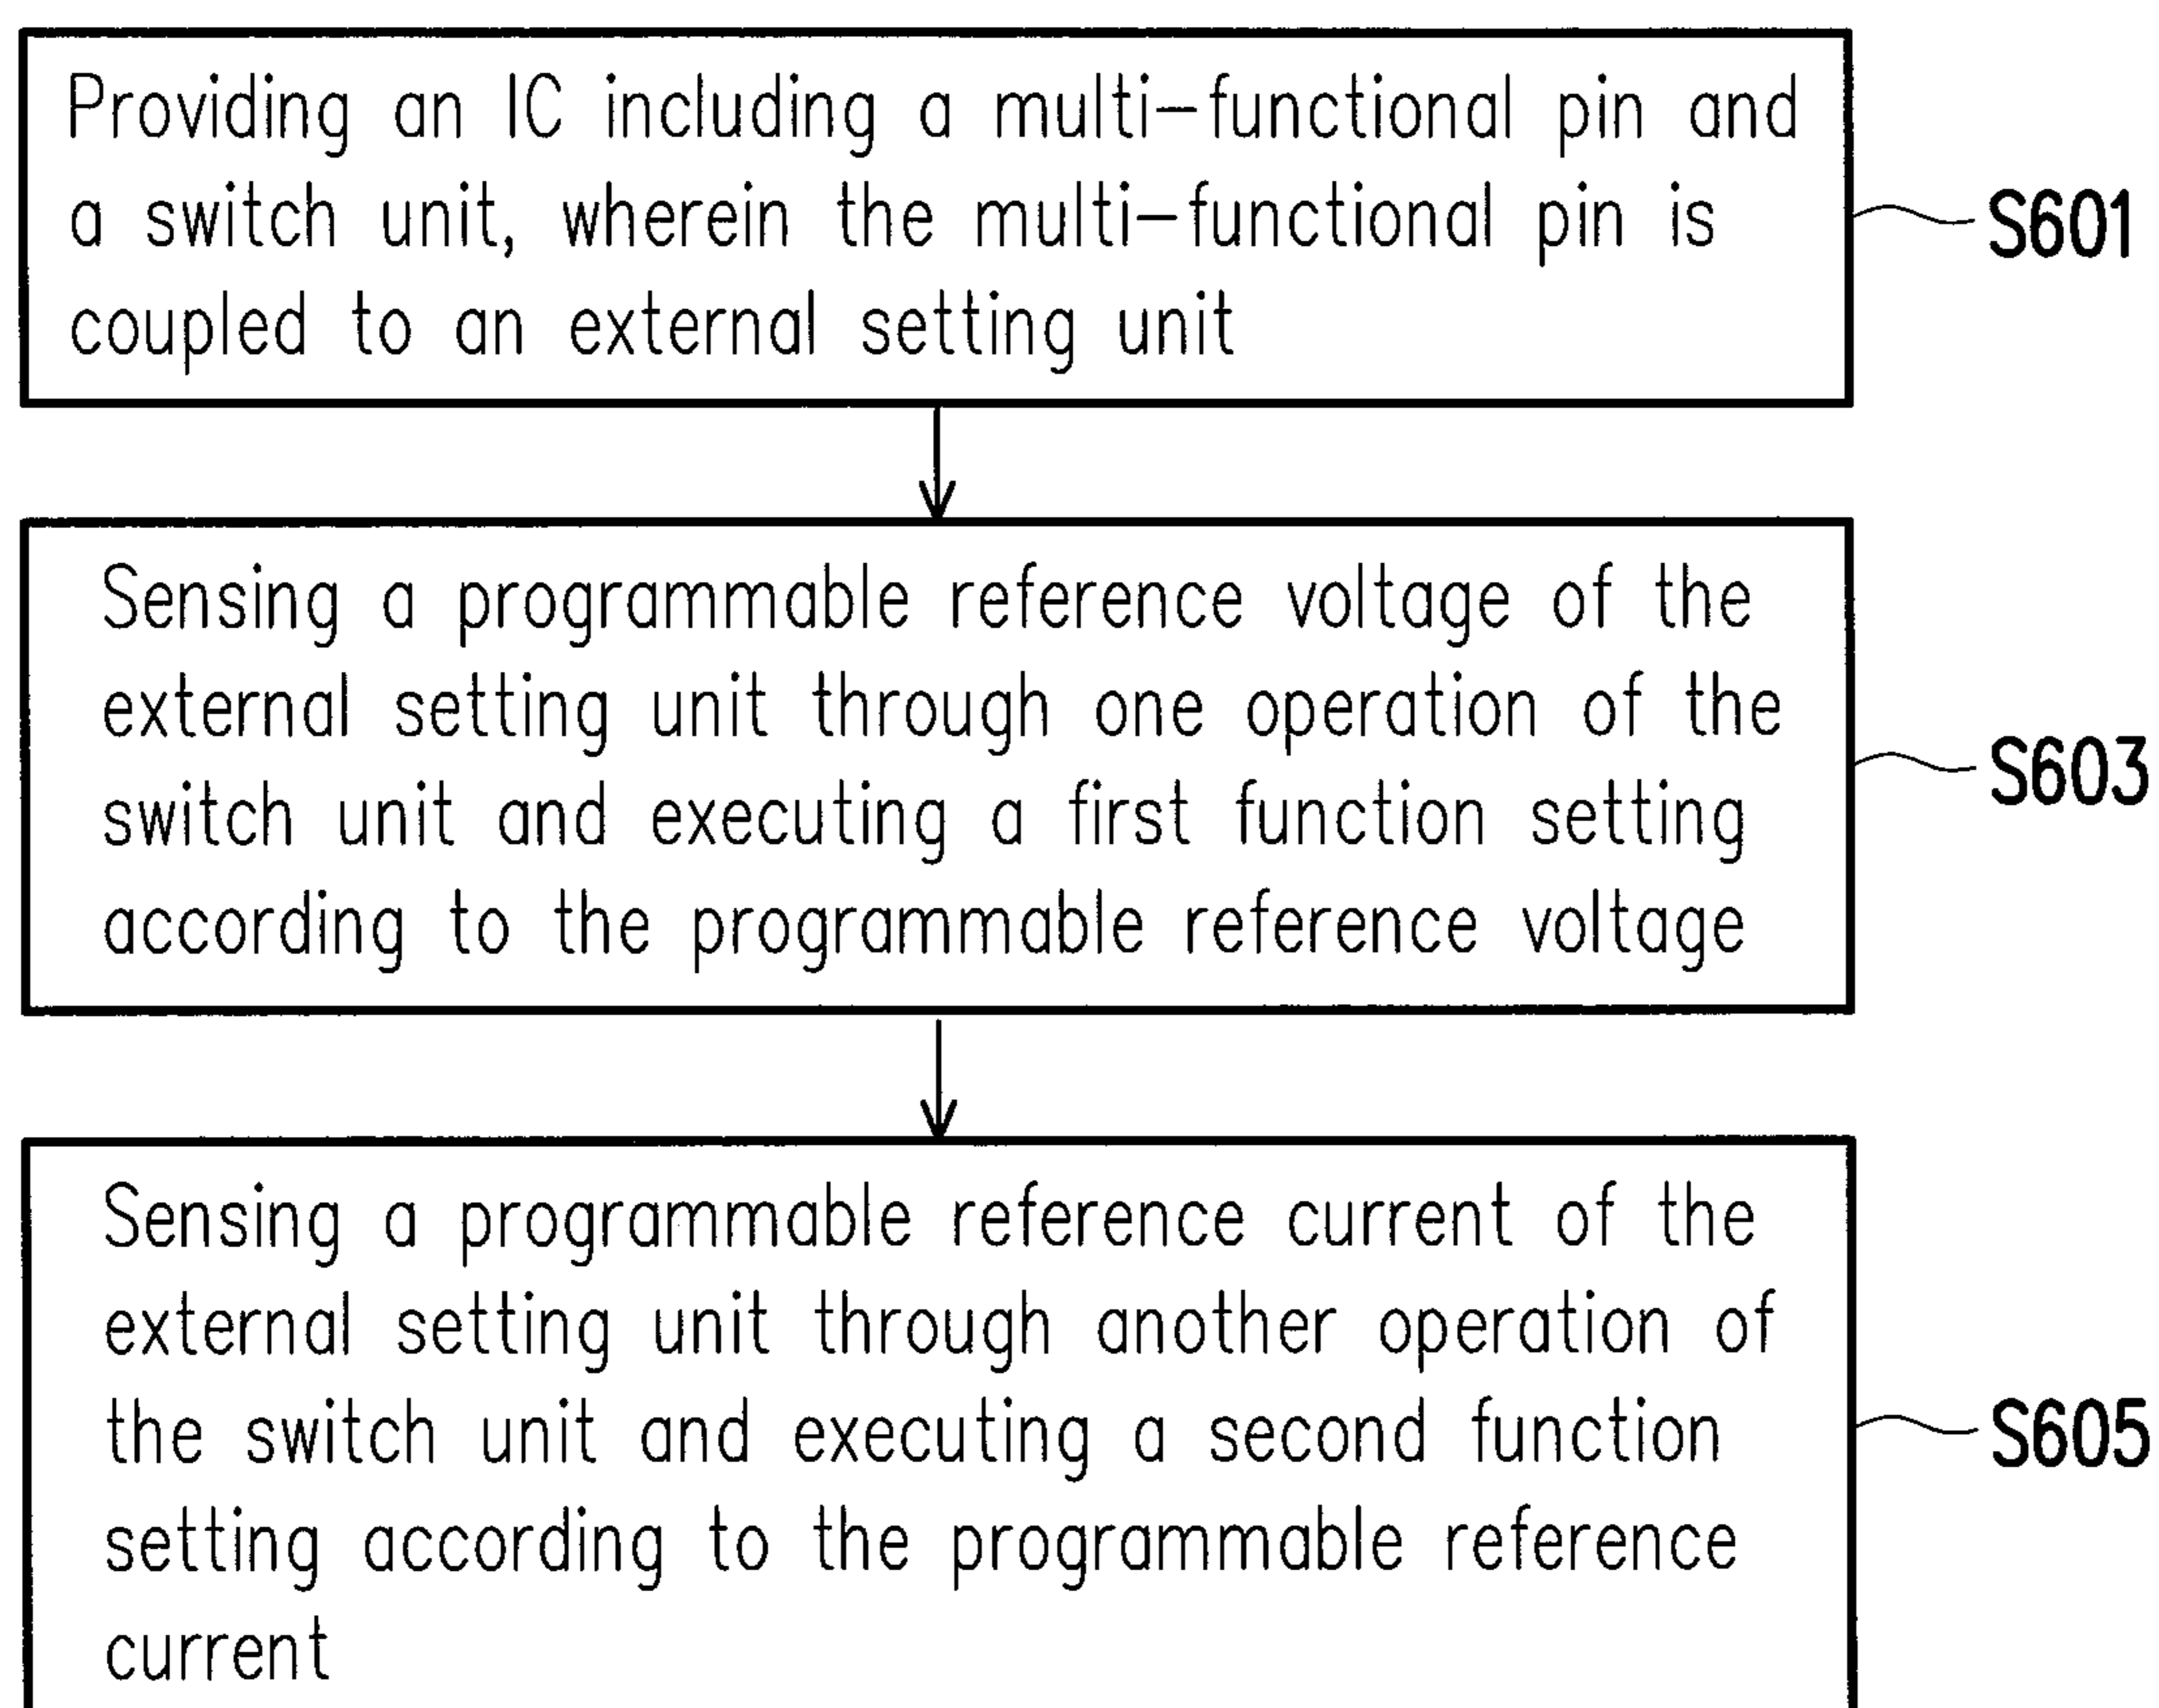 Providing an IC including a multi-functional pin and
a switch unit, wherein the multi-functional pin is
coupled to an external setting unit
S601
Sensing a programmable reference voltage of the
external setting unit through one operation of the
switch unit and executing a first function setting
according to the programmable reference voltage
S603
Sensing a programmable reference current of the
external setting unit through another operation of
the switch unit and executing a second function
setting according to the programmable reference
current
S605